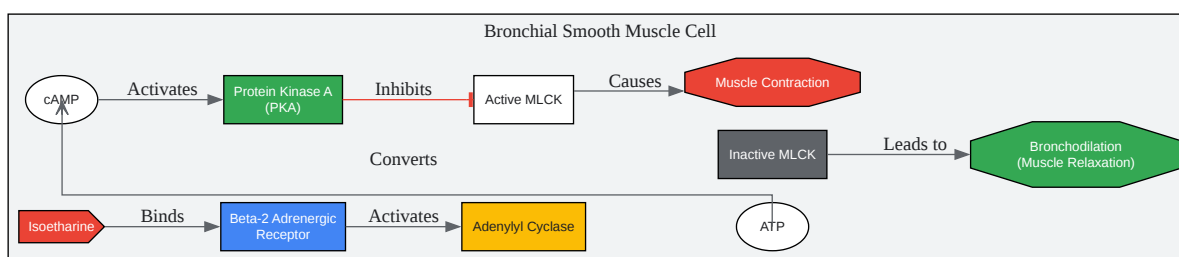 Bronchial Smooth Muscle Cell
cAMP
Activates
Protein Kinase A
(PKA)
Inhibits
Active MLCK
Causes
Muscle Contraction
Converts
Inactive MLCK
Leads to
Bronchodilation
(Muscle Relaxation)
Isoetharine
Binds
Beta-2 Adrenergic
Receptor
Activates
Adenylyl Cyclase
ATP